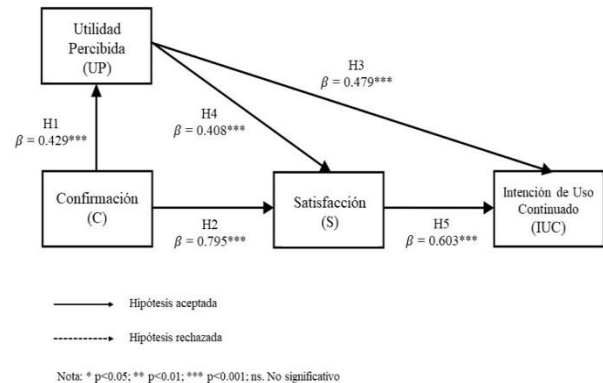 Utilidad
Percibida
(UP)
H3
β = 0.479***
H4
β = 0.408***
H1
β = 0.429***
Confirmación
(C)
H2
β = 0.795***
Satisfacción
(S)
H5
β = 0.603***
Intención de Uso
Continuado
(IUC)
Hipótesis aceptada
Hipótesis rechazada
Nota: * p<0.05; ** p<0.01; *** p<0.001; ns. No significativo